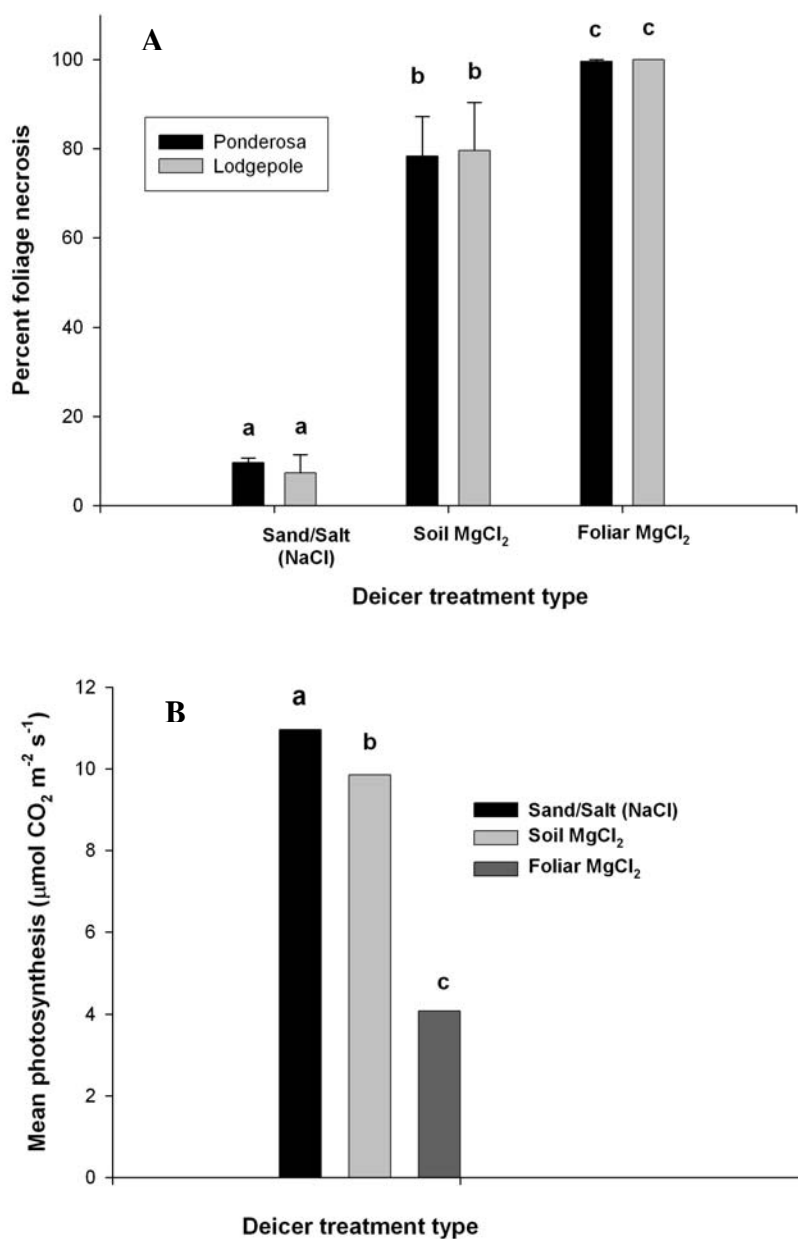 A
Percent foliage necrosis
100
80
60
40
20
0
Ponderosa
Lodgepole
a a
b b
c c
Sand/Salt (NaCl)
Soil MgCl₂
Foliar MgCl₂
Deicer treatment type
B
Mean photosynthesis (μmol CO₂ m⁻² s⁻¹)
12
10
8
6
4
2
0
a
b
c
Sand/Salt (NaCl)
Soil MgCl₂
Foliar MgCl₂
Deicer treatment type